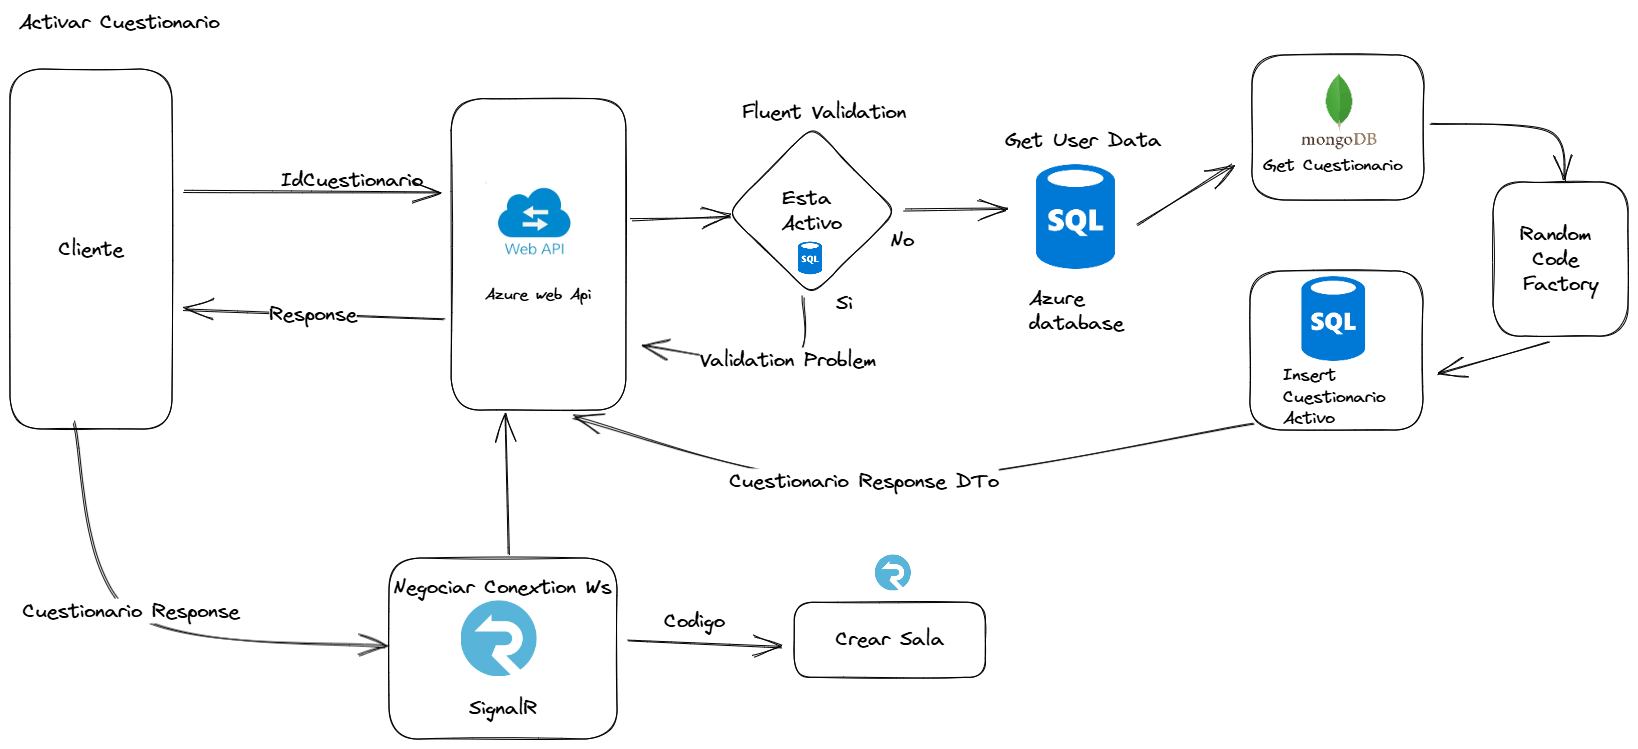 Activar Cuestionario
Cliente
IdCuestionario
Response
Web API
Azure web Api
Fluent Validation
Esta
Activo
SQL
No
Si
Validation Problem
Get User Data
SQL
Azure
database
mongoDB
Get Cuestionario
Random
Code
Factory
SQL
Insert
Cuestionario
Activo
Cuestionario Response DTo
Cuestionario Response
Negociar Conextion Ws
SignalR
Codigo
Crear Sala